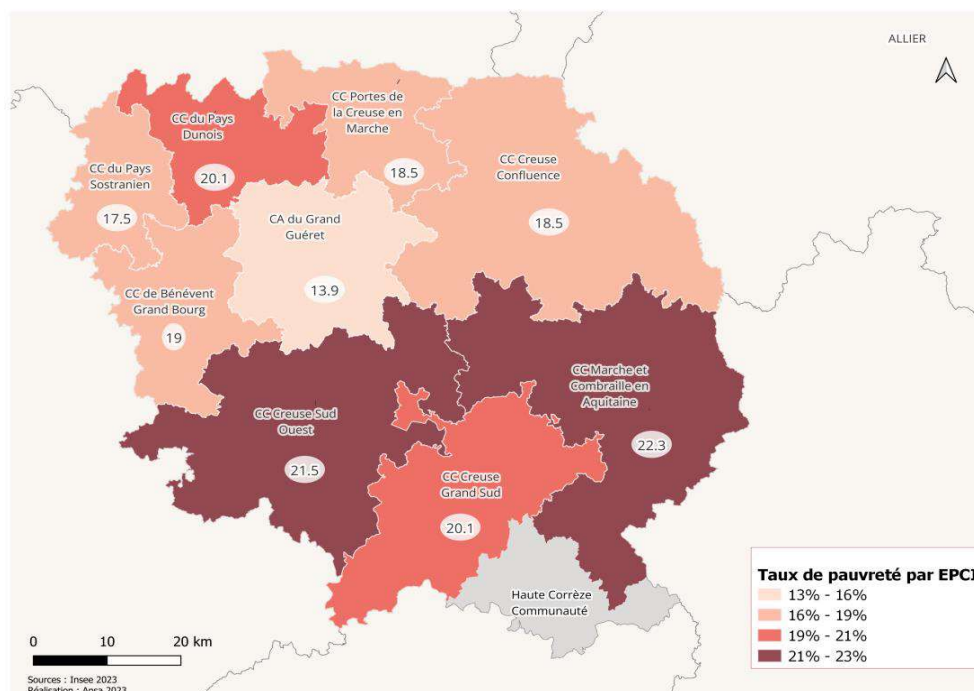 ALLIER
CC Portes de
la Creuse en
Marche
18.5
CC du Pays
Dunois
20.1
CC du Pays
Sostranien
17.5
CC Creuse
Confluence
18.5
CA du Grand
Guéret
13.9
CC de Bénévent
Grand Bourg
19
CC Creuse Sud
Ouest
21.5
CC Marche et
Combraille en
Aquitaine
22.3
CC Creuse
Grand Sud
20.1
Haute Corrèze
Communauté
Taux de pauvreté par EPCI
13% - 16%
16% - 19%
19% - 21%
21% - 23%
0 10 20 km
Sources : Insee 2023
Réalisation : Ansa 2023